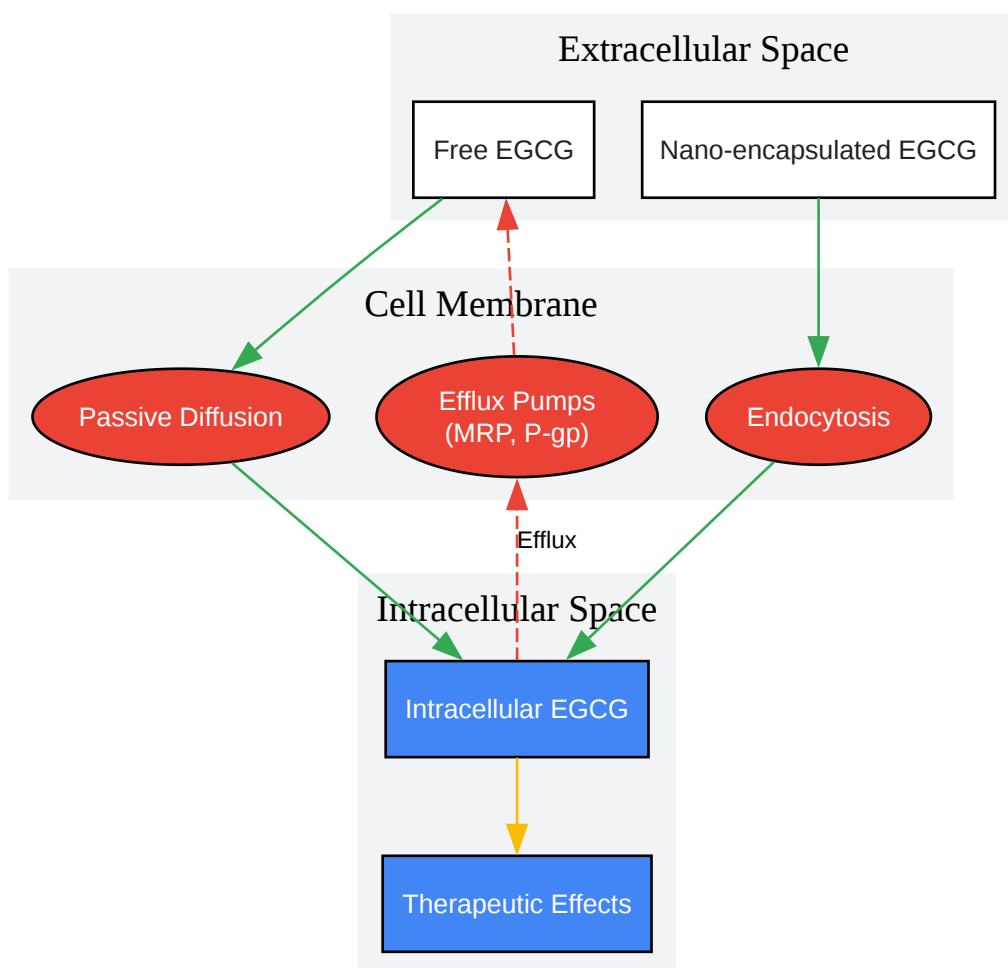 Extracellular Space
Free EGCG
Nano-encapsulated EGCG
Cell Membrane
Passive Diffusion
Efflux Pumps
(MRP, P-gp)
Endocytosis
Efflux
Intracellular Space
Intracellular EGCG
Therapeutic Effects